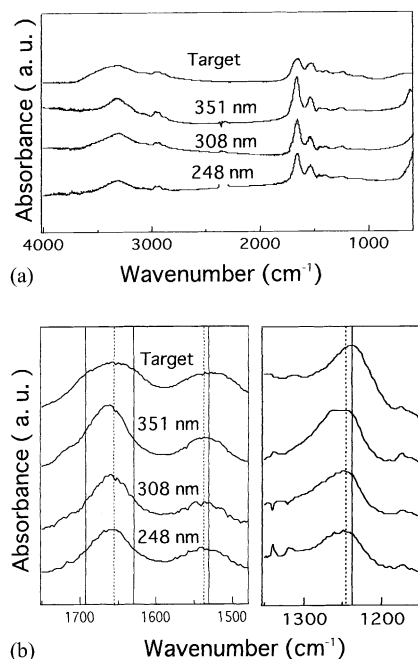 Absorbance ( a. u. )
Target
351 nm
308 nm
248 nm
4000 3000 2000 1000
(a)
Wavenumber (cm-1)
Absorbance ( a. u. )
Target
351 nm
308 nm
248 nm
1700 1600 1500 1300 1200
(b)
Wavenumber (cm-1)